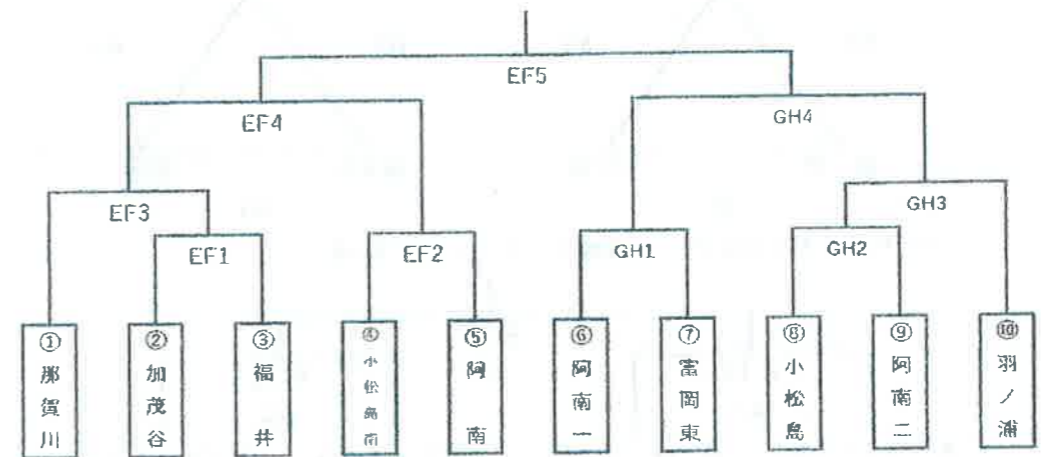 EF5
EF4
GH4
EF3
GH3
EF1
EF2
GH1
GH2
①那賀川
②加茂谷
③福井
④小松島南
⑤阿南
⑥阿南一
⑦富岡東
⑧小松島
⑨阿南二
⑩羽ノ浦